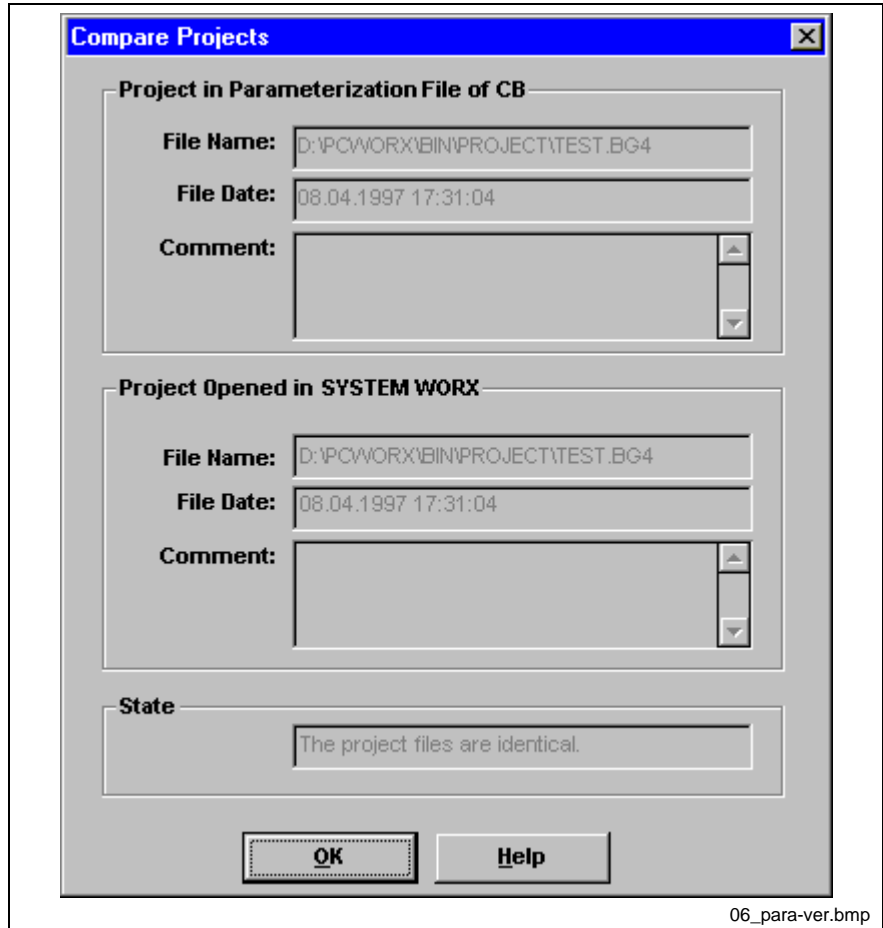 Compare Projects
Project in Parameterization File of CB
File Name: D:\PCWORX\BIN\PROJECT\TEST.BG4
File Date: 08.04.1997 17:31:04
Comment:
Project Opened in SYSTEM WORX
File Name: D:\PCWORX\BIN\PROJECT\TEST.BG4
File Date: 08.04.1997 17:31:04
Comment:
State
The project files are identical.
OK Help
06_para-ver.bmp